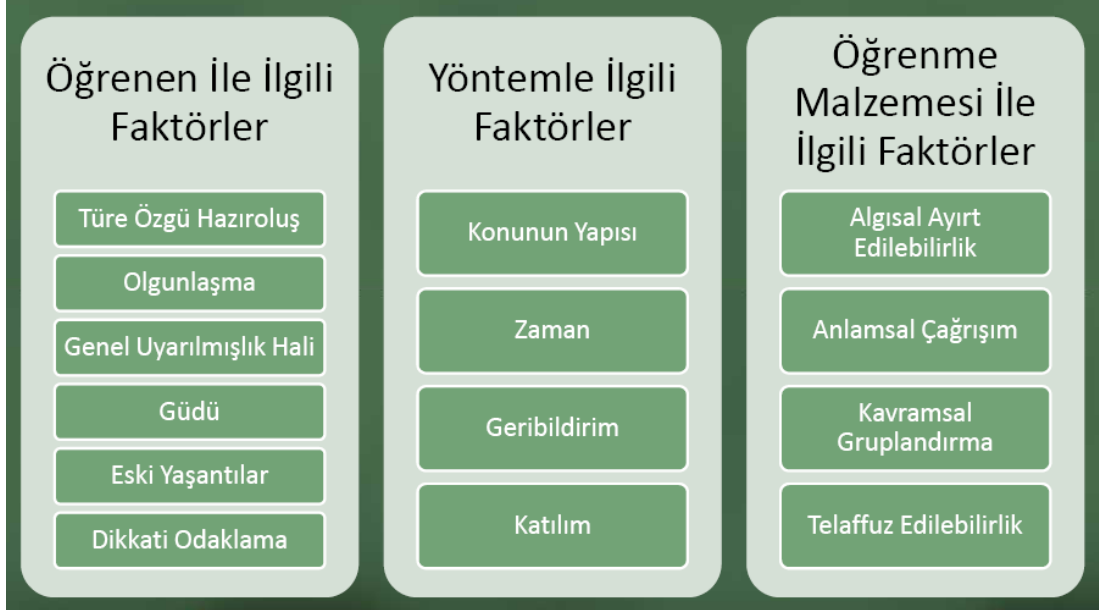 Öğrenen İle İlgili
Faktörler
Türe Özgü Hazıroluş
Olgunlaşma
Genel Uyarılmışlık Hali
Güdü
Eski Yaşantılar
Dikkati Odaklama
Yöntemle İlgili
Faktörler
Konunun Yapısı
Zaman
Geribildirim
Katılım
Öğrenme
Malzemesi İle
İlgili Faktörler
Algısal Ayırt
Edilebilirlik
Anlamsal Çağrışım
Kavramsal
Gruplandırma
Telaffuz Edilebilirlik